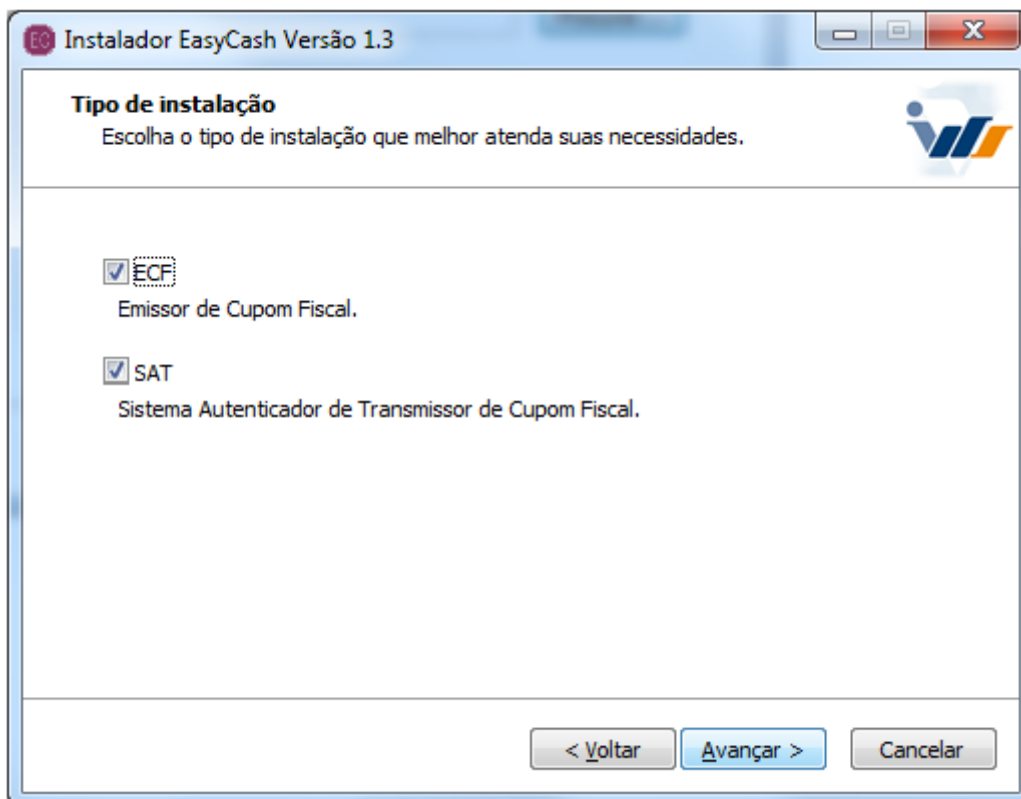 EC Instalador EasyCash Versão 1.3
Tipo de instalação
Escolha o tipo de instalação que melhor atenda suas necessidades.
ECF
Emissor de Cupom Fiscal.
SAT
Sistema Autenticador de Transmissor de Cupom Fiscal.
< Voltar Avançar > Cancelar